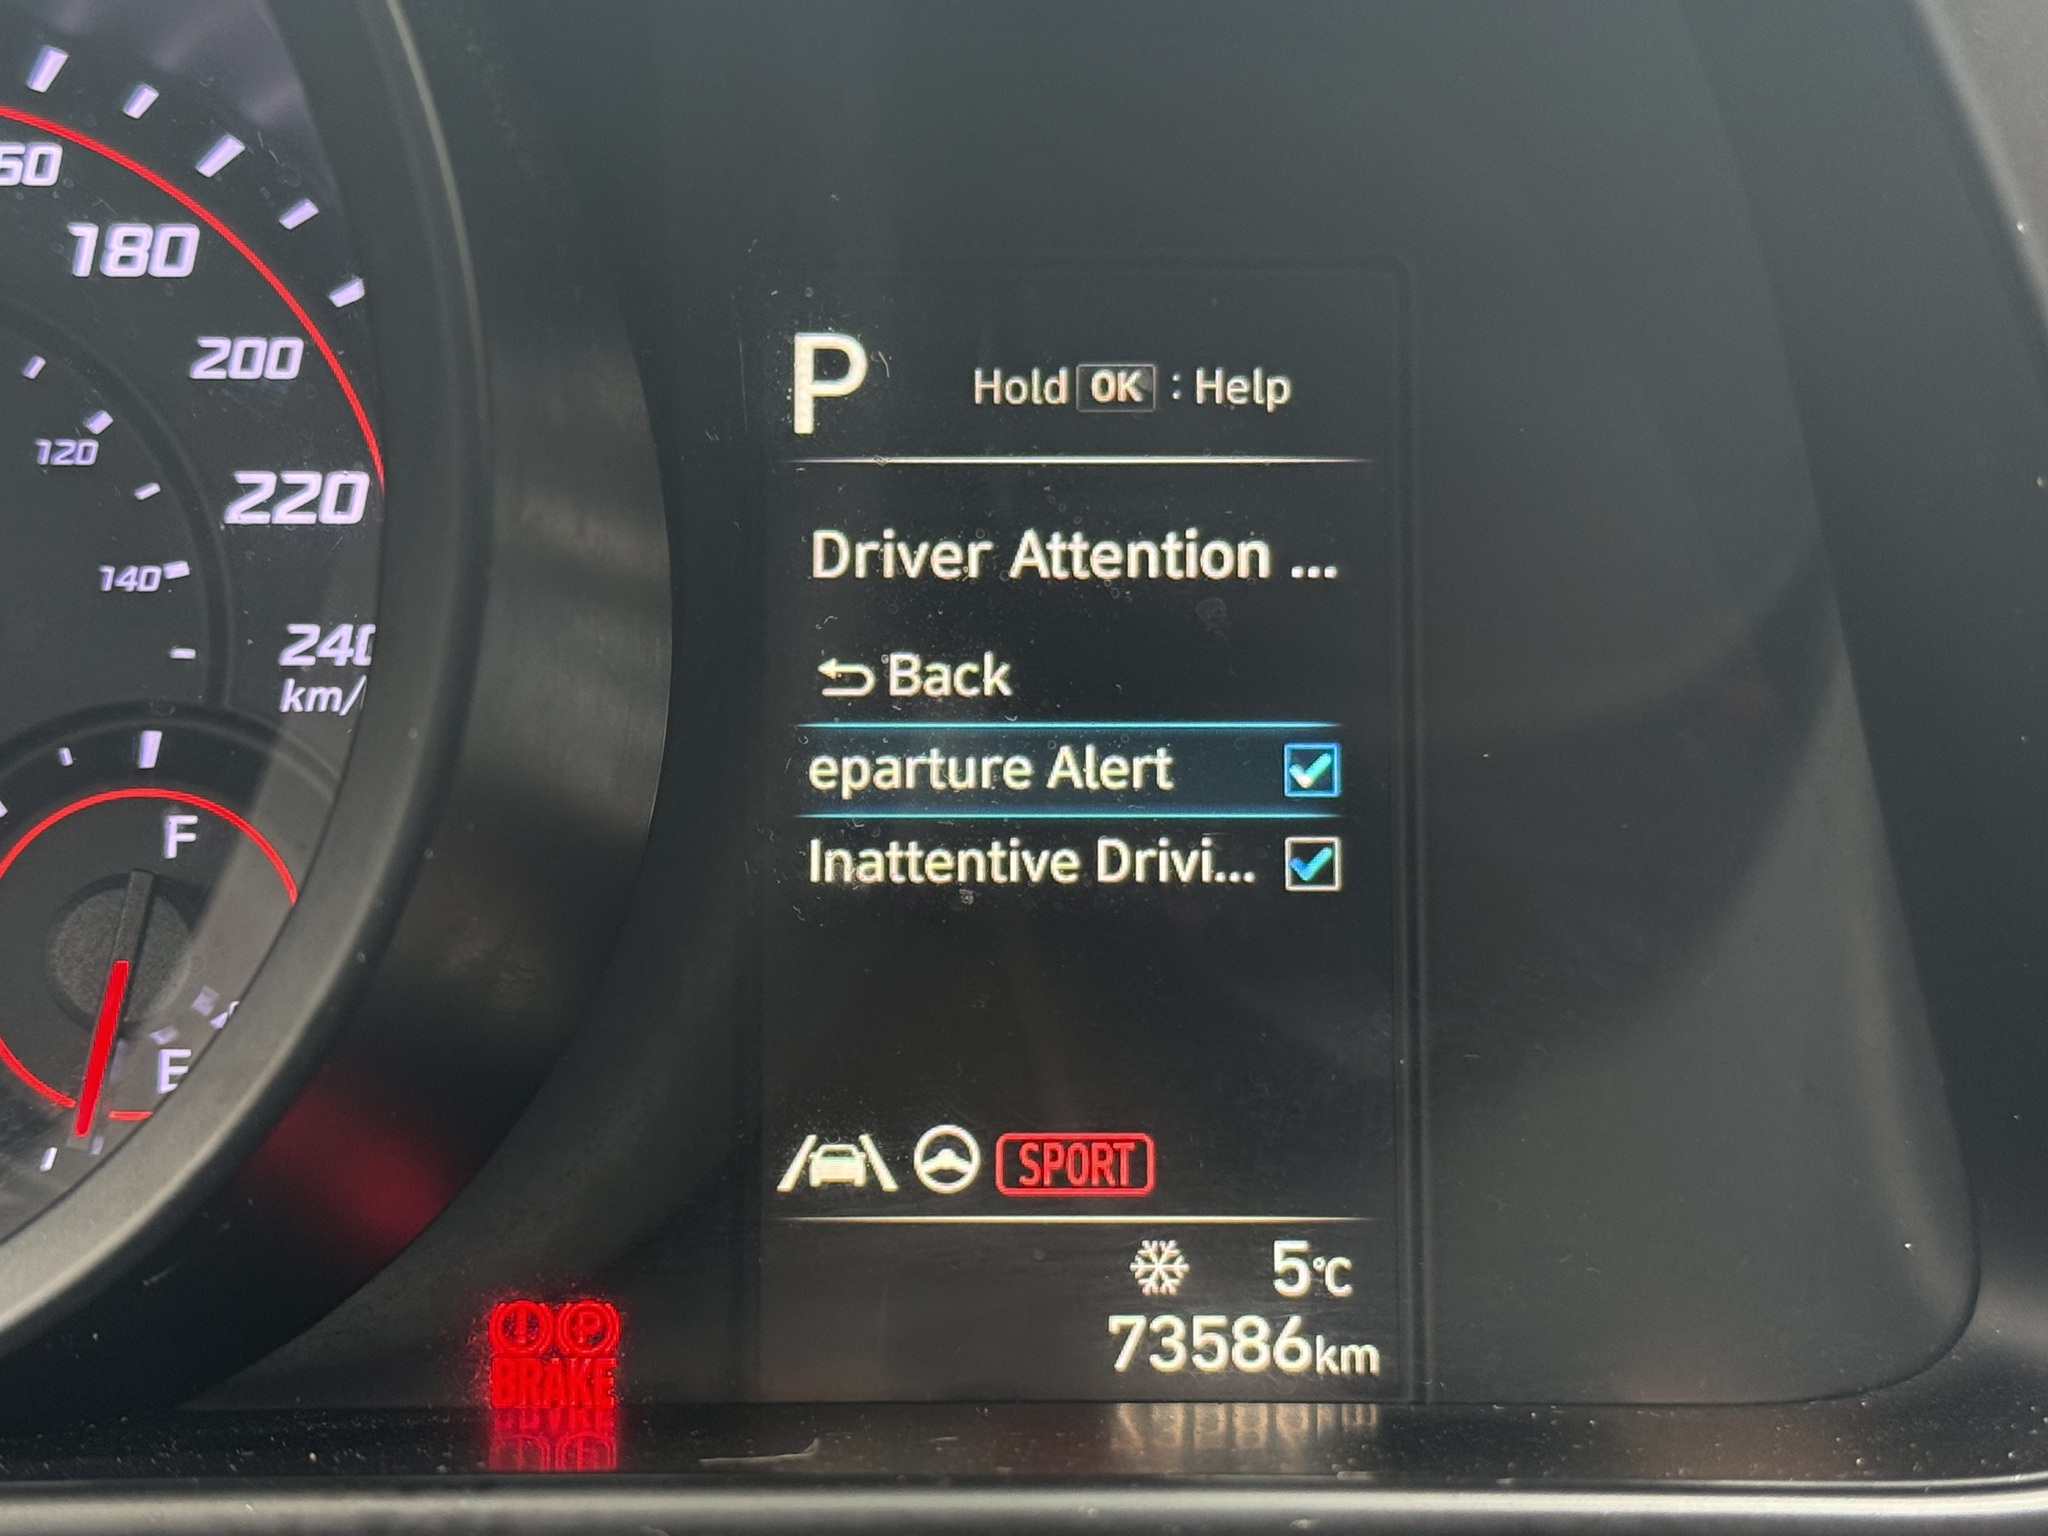 180
200
120
220
140
km/
F
E
P
Hold OK : Help
Driver Attention ...
Back
eparture Alert
Inattentive Drivi...
SPORT
5°C
73586km
P
BRAKE